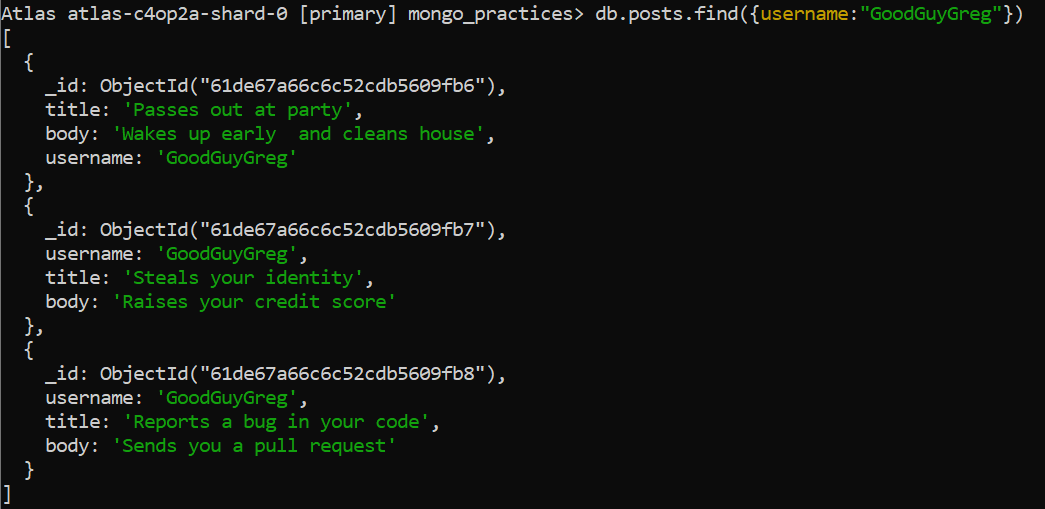 Atlas atlas-c4op2a-shard-0 [primary] mongo_practices> db.posts.find({username:"GoodGuyGreg"})
[
  {
    _id: ObjectId("61de67a66c6c52cdb5609fb6"),
    title: 'Passes out at party',
    body: 'Wakes up early  and cleans house',
    username: 'GoodGuyGreg'
  },
  {
    _id: ObjectId("61de67a66c6c52cdb5609fb7"),
    username: 'GoodGuyGreg',
    title: 'Steals your identity',
    body: 'Raises your credit score'
  },
  {
    _id: ObjectId("61de67a66c6c52cdb5609fb8"),
    username: 'GoodGuyGreg',
    title: 'Reports a bug in your code',
    body: 'Sends you a pull request'
  }
]